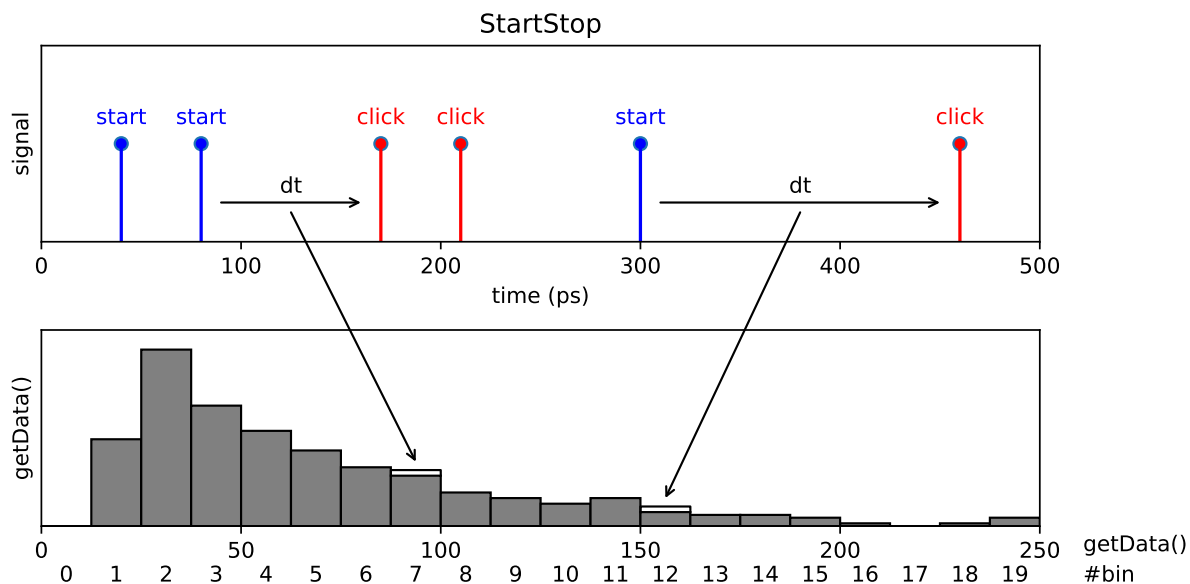 StartStop
signal
start start click click start click
dt dt
0 100 200 300 400 500
time (ps)
getData()
0 50 100 150 200 250 getData()
0 1 2 3 4 5 6 7 8 9 10 11 12 13 14 15 16 17 18 19 #bin